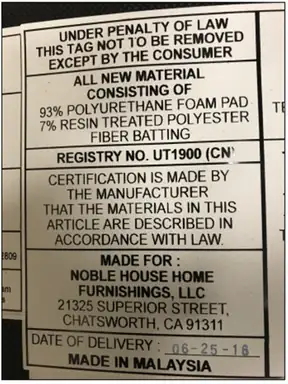 UNDER PENALTY OF LAW
THIS TAG NOT TO BE REMOVED
EXCEPT BY THE CONSUMER
ALL NEW MATERIAL
CONSISTING OF
93% POLYURETHANE FOAM PAD
7% RESIN TREATED POLYESTER
FIBER BATTING
REGISTRY NO. UT1900 (CN)
CERTIFICATION IS MADE BY
THE MANUFACTURER
THAT THE MATERIALS IN THIS
ARTICLE ARE DESCRIBED IN
ACCORDANCE WITH LAW.
MADE FOR :
NOBLE HOUSE HOME
FURNISHINGS, LLC
21325 SUPERIOR STREET,
CHATSWORTH, CA 91311
DATE OF DELIVERY : 06-25-18
MADE IN MALAYSIA